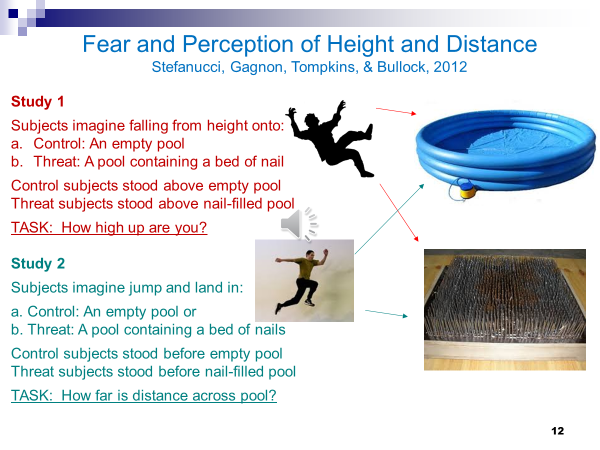 Fear and Perception of Height and Distance
Stefanucci, Gagnon, Tompkins, & Bullock, 2012
Study 1
Subjects imagine falling from height onto:
a. Control: An empty pool
b. Threat: A pool containing a bed of nail
Control subjects stood above empty pool
Threat subjects stood above nail-filled pool
TASK: How high up are you?
Study 2
Subjects imagine jump and land in:
a. Control: An empty pool or
b. Threat: A pool containing a bed of nails
Control subjects stood before empty pool
Threat subjects stood before nail-filled pool
TASK: How far is distance across pool?
12